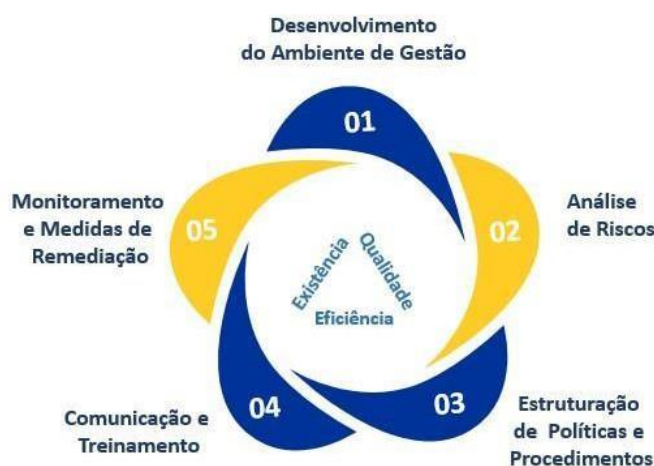 Desenvolvimento
do Ambiente de Gestão
01
Análise
de Riscos
02
Estruturação
de Políticas e
Procedimentos
03
Comunicação e
Treinamento
04
Monitoramento
e Medidas de
Remediação
05
Existência
Qualidade
Eficiência